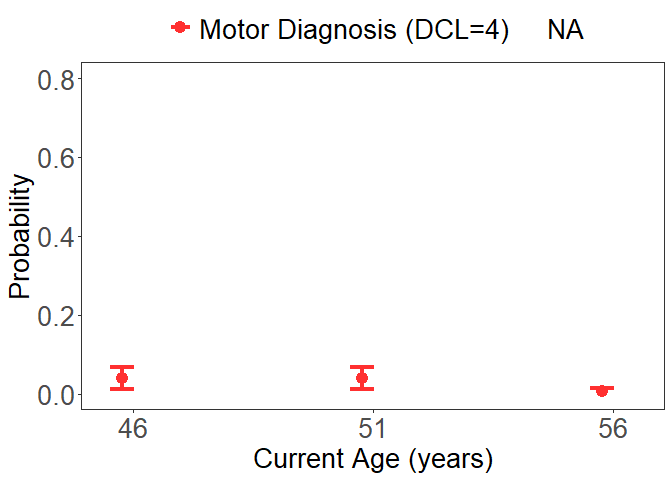 Motor Diagnosis (DCL=4) NA
0.8
0.6
0.4
0.2
0.0
Probability
46 51 56
Current Age (years)